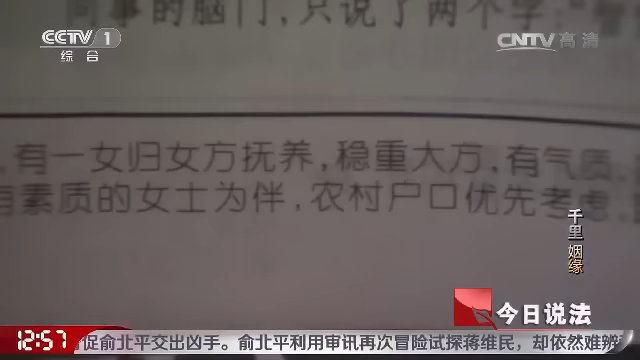 同事的脑门,只说了两个字:
CCTV 1
综合
CNTV 高清
有一女归女方抚养,稳重大方,有气质,
有素质的女士为伴,农村户口优先考虑.
千里姻缘
今日说法
12:57
促俞北平交出凶手。俞北平利用审讯再次冒险试探蒋维民,却依然难辨